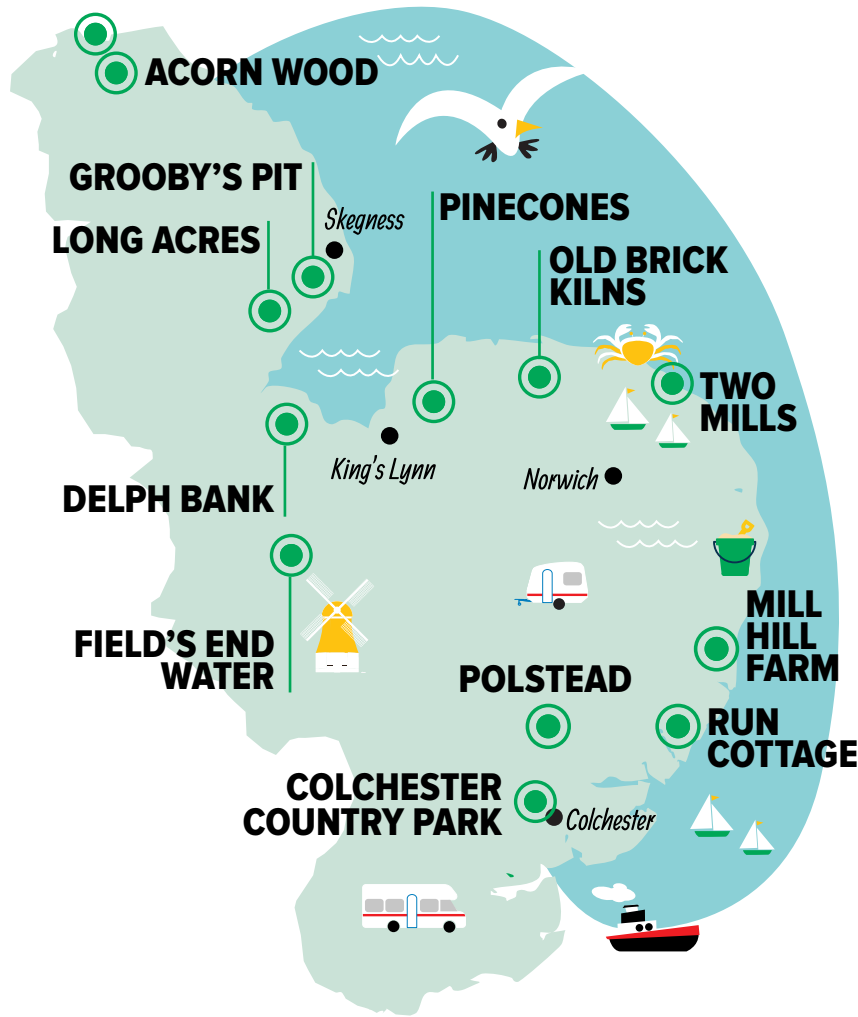 ACORN WOOD
GROOBY'S PIT
PINECONES
Skegness
LONG ACRES
OLD BRICK
KILNS
TWO
MILLS
King's Lynn
Norwich
DELPH BANK
MILL
HILL
FARM
FIELD'S END
WATER
POLSTEAD
RUN
COTTAGE
COLCHESTER
COUNTRY PARK
Colchester